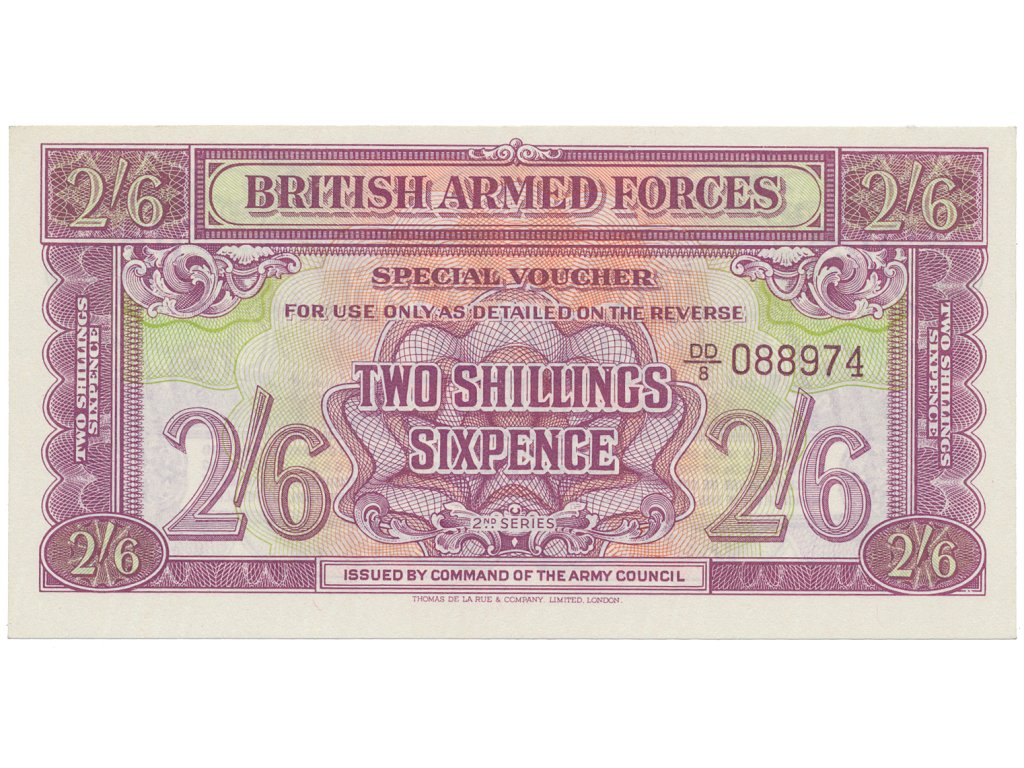 2/6 BRITISH ARMED FORCES 2/6
SPECIAL VOUCHER
FOR USE ONLY AS DETAILED ON THE REVERSE
DD/8 088974
TWO SHILLINGS
SIXPENCE
TWO SHILLINGS
SIXPENCE
TWO SHILLINGS
SIXPENCE
2/6 2/6
2ND SERIES
2/6 2/6
ISSUED BY COMMAND OF THE ARMY COUNCIL
THOMAS DE LA RUE & COMPANY, LIMITED, LONDON.